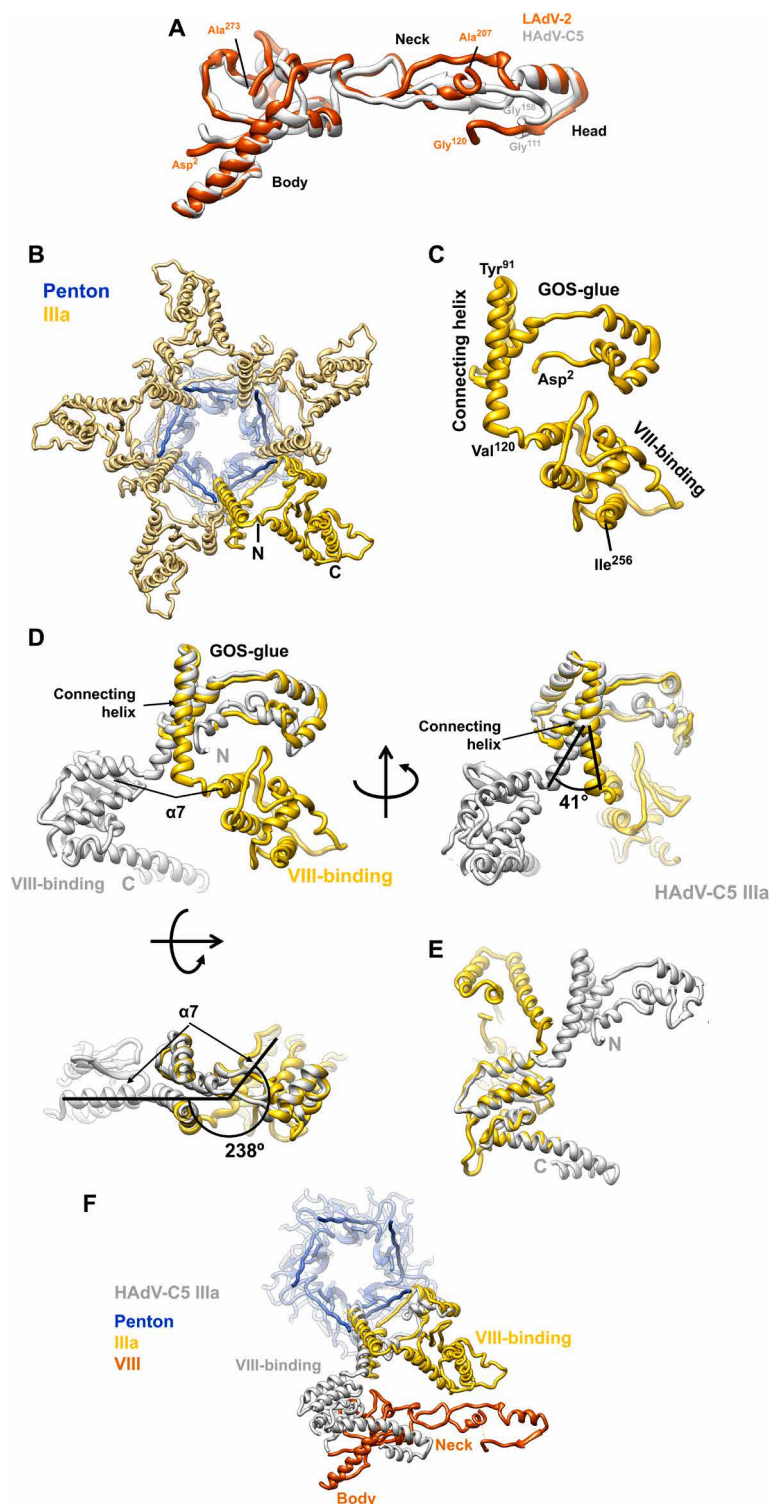 A
LAdV-2
HAdV-C5
Ala273
Neck
Ala207
Gly158
Gly120
Gly111
Head
Asp2
Body
B
Penton
IIIa
N
C
C
Tyr91
GOS-glue
Connecting helix
Asp2
Val120
VIII-binding
Ile256
D
GOS-glue
Connecting
helix
N
α7
VIII-binding
C
VIII-binding
Connecting
helix
41°
HAdV-C5 IIIa
α7
238º
E
N
C
F
HAdV-C5 IIIa
Penton
IIIa
VIII
VIII-binding
VIII-binding
Neck
Body